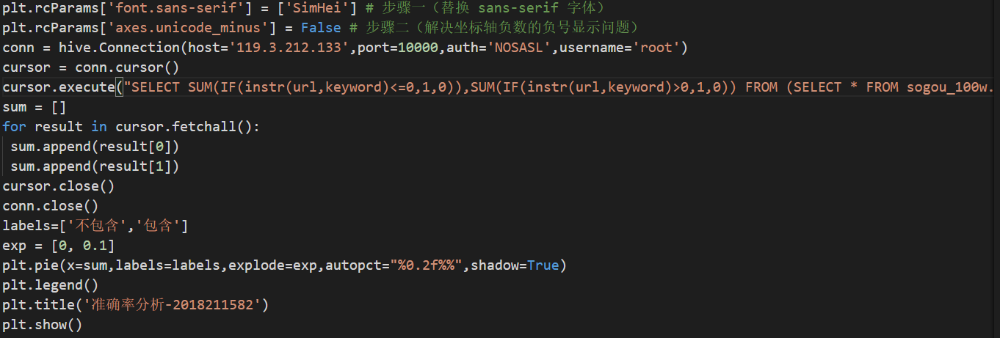 plt.rcParams['font.sans-serif'] = ['SimHei'] # 步骤一（替换 sans-serif 字体）
plt.rcParams['axes.unicode_minus'] = False # 步骤二（解决坐标轴负数的负号显示问题）
conn = hive.Connection(host='119.3.212.133',port=10000,auth='NOSASL',username='root')
cursor = conn.cursor()
cursor.execute("SELECT SUM(IF(instr(url,keyword)<=0,1,0)),SUM(IF(instr(url,keyword)>0,1,0)) FROM (SELECT * FROM sogou_100w.
sum = []
for result in cursor.fetchall():
 sum.append(result[0])
 sum.append(result[1])
cursor.close()
conn.close()
labels=['不包含','包含']
exp = [0, 0.1]
plt.pie(x=sum,labels=labels,explode=exp,autopct="%0.2f%%",shadow=True)
plt.legend()
plt.title('准确率分析-2018211582')
plt.show()